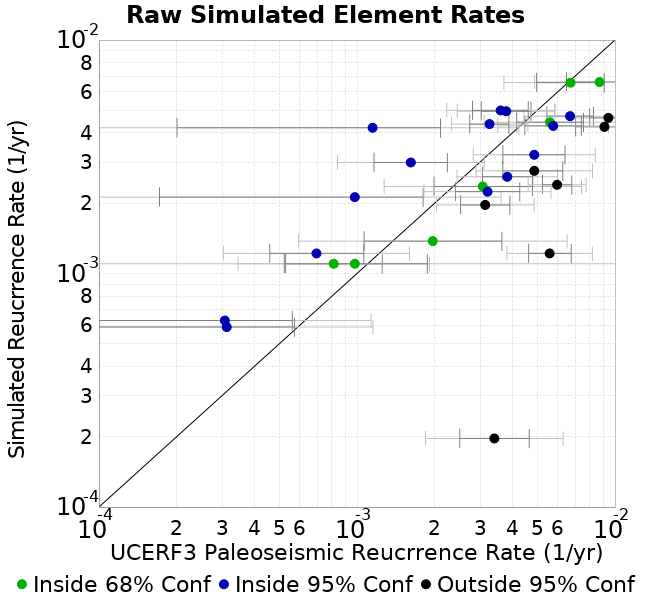 Raw Simulated Element Rates
10-2
8
6
4
3
2
10-3
8
6
4
3
2
10-4
Simulated Reucrrence Rate (1/yr)
10-4 2 3 4 5 6 10-3 2 3 4 5 6 10-2
UCERF3 Paleoseismic Reucrrence Rate (1/yr)
Inside 68% Conf Inside 95% Conf Outside 95% Conf